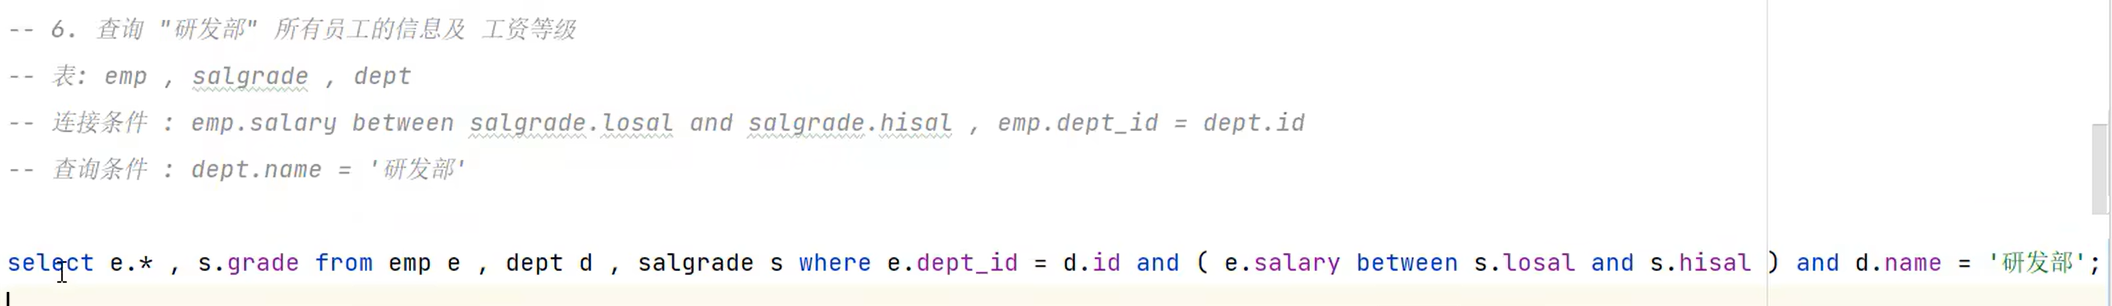 -- 6. 查询 "研发部" 所有员工的信息及 工资等级
-- 表: emp , salgrade , dept
-- 连接条件 : emp.salary between salgrade.losal and salgrade.hisal , emp.dept_id = dept.id
-- 查询条件 : dept.name = '研发部'
select e.* , s.grade from emp e , dept d , salgrade s where e.dept_id = d.id and ( e.salary between s.losal and s.hisal ) and d.name = '研发部';